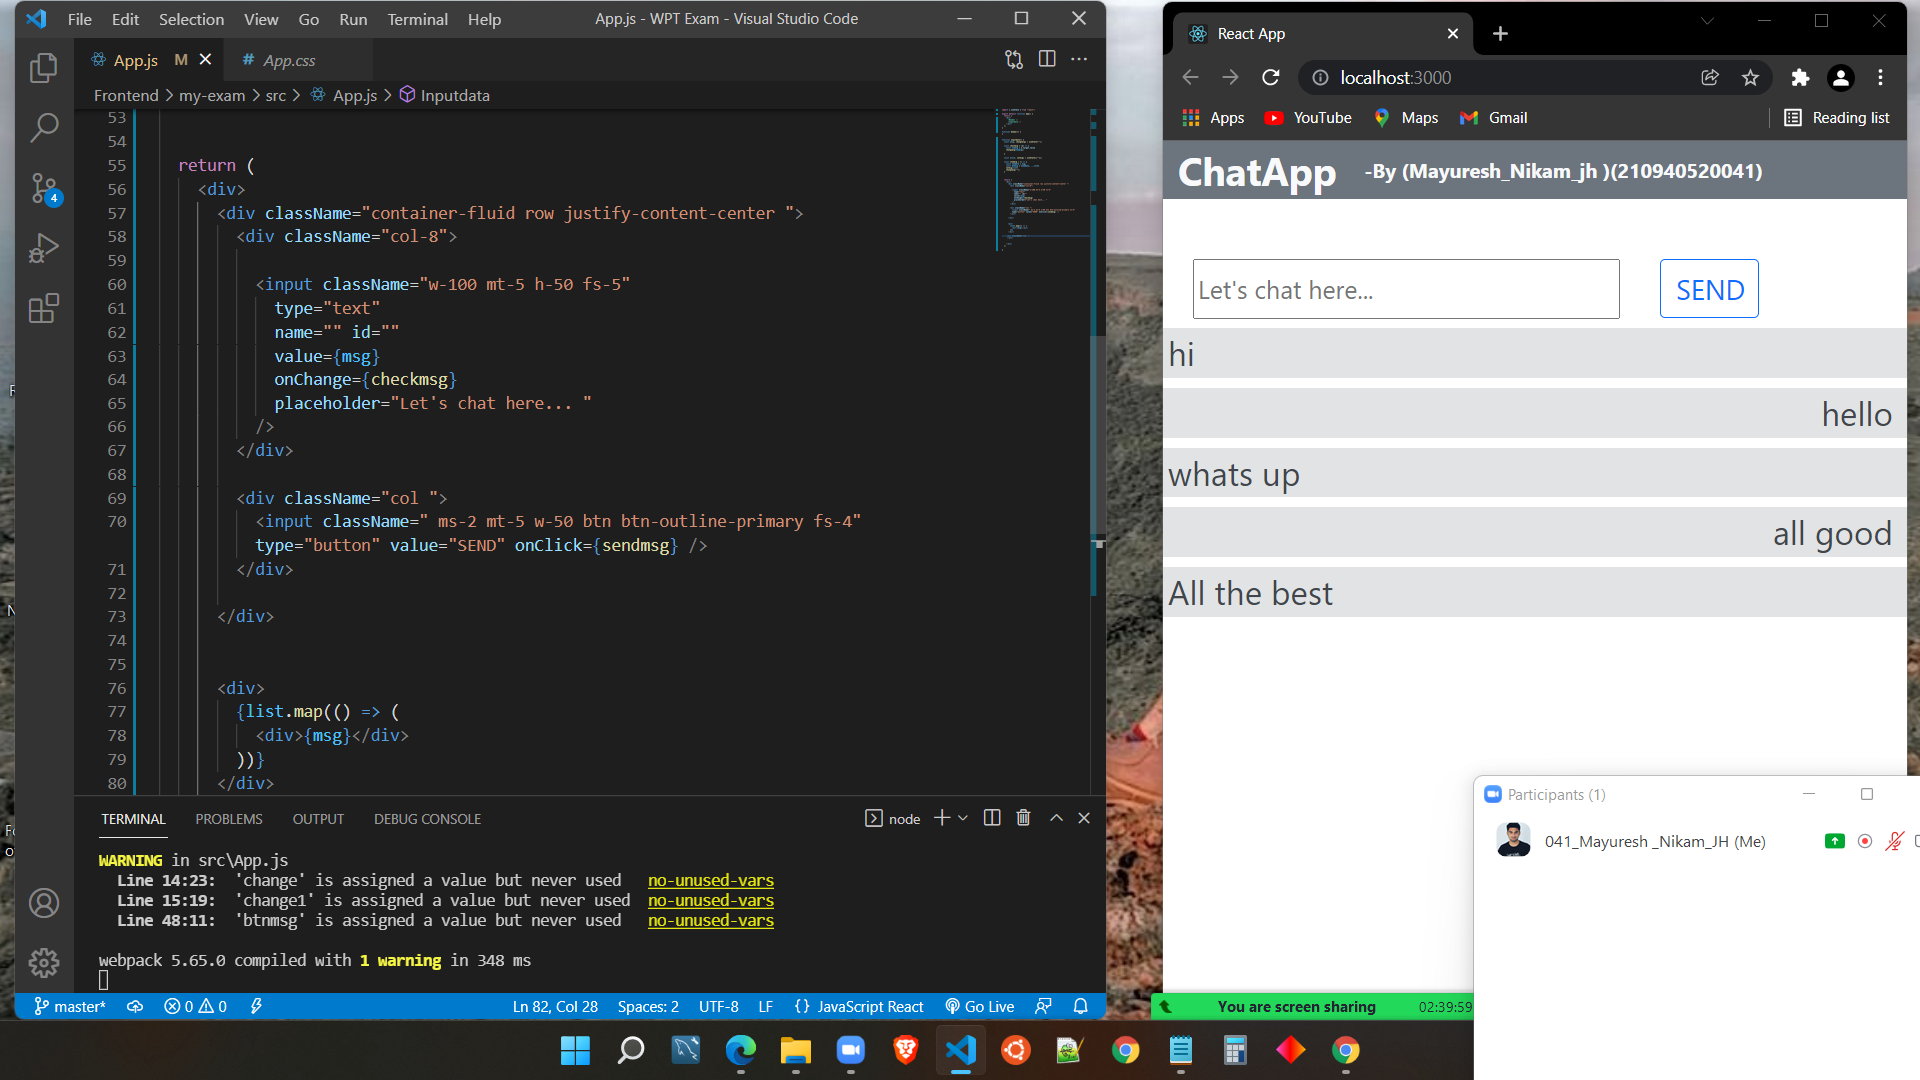 File Edit Selection View Go Run Terminal Help
App.js - WPT Exam - Visual Studio Code
App.js M
# App.css
Frontend > my-exam > src > App.js > Inputdata
53
54
55 return (
56 <div>
57 <div className="container-fluid row justify-content-center ">
58 <div className="col-8">
59
60 <input className="w-100 mt-5 h-50 fs-5"
61 type="text"
62 name="" id=""
63 value={msg}
64 onChange={checkmsg}
65 placeholder="Let's chat here... "
66 />
67 </div>
68
69 <div className="col ">
70 <input className=" ms-2 mt-5 w-50 btn btn-outline-primary fs-4"
type="button" value="SEND" onClick={sendmsg} />
71 </div>
72
73 </div>
74
75
76 <div>
77 {list.map(() => (
78 <div>{msg}</div>
79 ))}
80 </div>
4
TERMINAL PROBLEMS OUTPUT DEBUG CONSOLE
node
WARNING in src\App.js
Line 14:23: 'change' is assigned a value but never used no-unused-vars
Line 15:19: 'change1' is assigned a value but never used no-unused-vars
Line 48:11: 'btnmsg' is assigned a value but never used no-unused-vars
webpack 5.65.0 compiled with 1 warning in 348 ms
master* 0 0 Ln 82, Col 28 Spaces: 2 UTF-8 LF {} JavaScript React Go Live
React App
localhost:3000
Apps YouTube Maps Gmail Reading list
ChatApp -By (Mayuresh_Nikam_jh )(210940520041)
Let's chat here...
SEND
hi
hello
whats up
all good
All the best
Participants (1)
041_Mayuresh _Nikam_JH (Me)
You are screen sharing 02:39:59